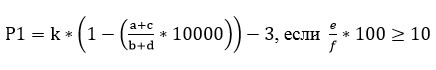 P1 = k * (1 − ((a+c)/(b+d) * 10000)) − 3, если e/f * 100 ≥ 10